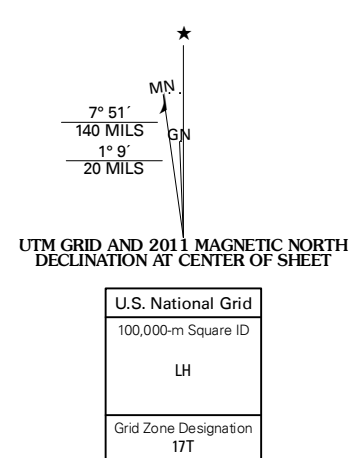 ★
MN
7° 51´
140 MILS
GN
1° 9´
20 MILS
UTM GRID AND 2011 MAGNETIC NORTH
DECLINATION AT CENTER OF SHEET
U.S. National Grid
100,000-m Square ID
LH
Grid Zone Designation
17T